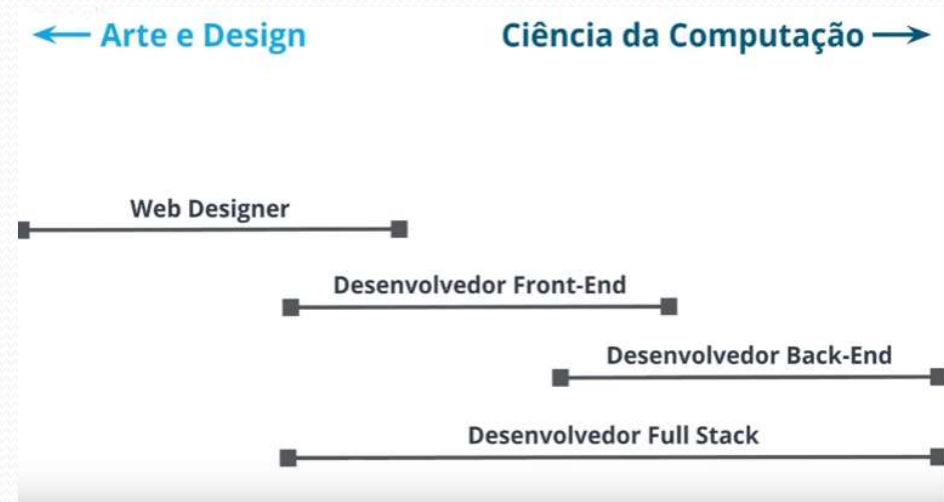 Arte e Design
Ciência da Computação
Web Designer
Desenvolvedor Front-End
Desenvolvedor Back-End
Desenvolvedor Full Stack